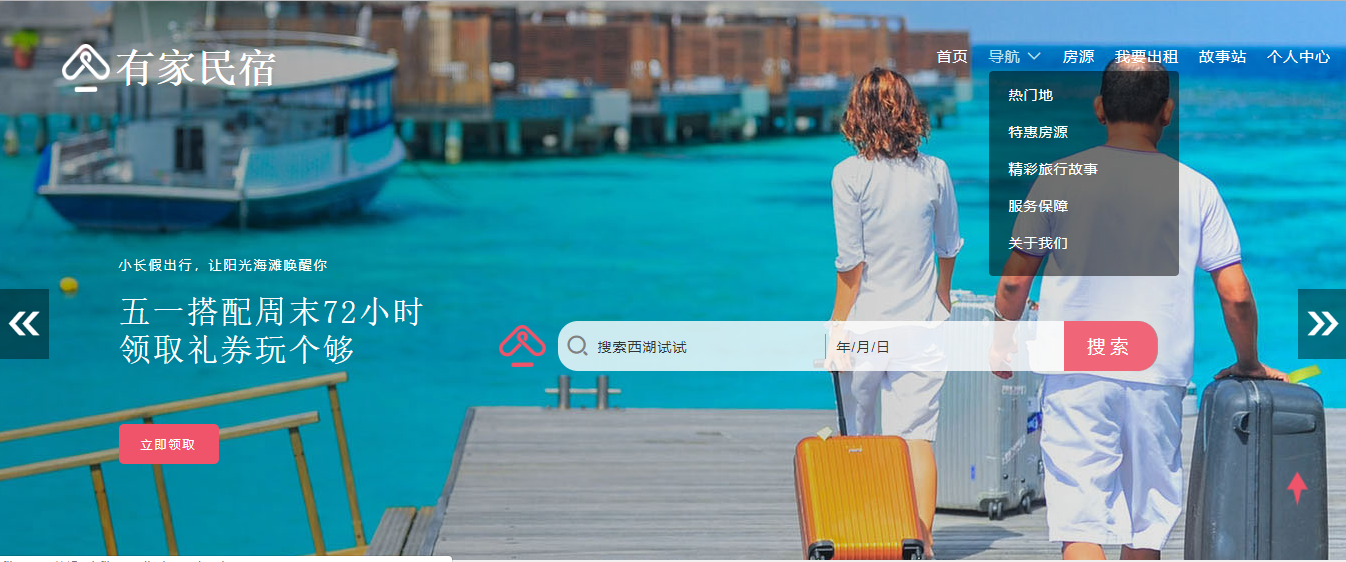 有家民宿
首页 导航 房源 我要出租 故事站 个人中心
热门地
特惠房源
精彩旅行故事
服务保障
关于我们
小长假出行，让阳光海滩唤醒你
五一搭配周末72小时
领取礼券玩个够
搜索西湖试试 年/月/日 搜索
立即领取